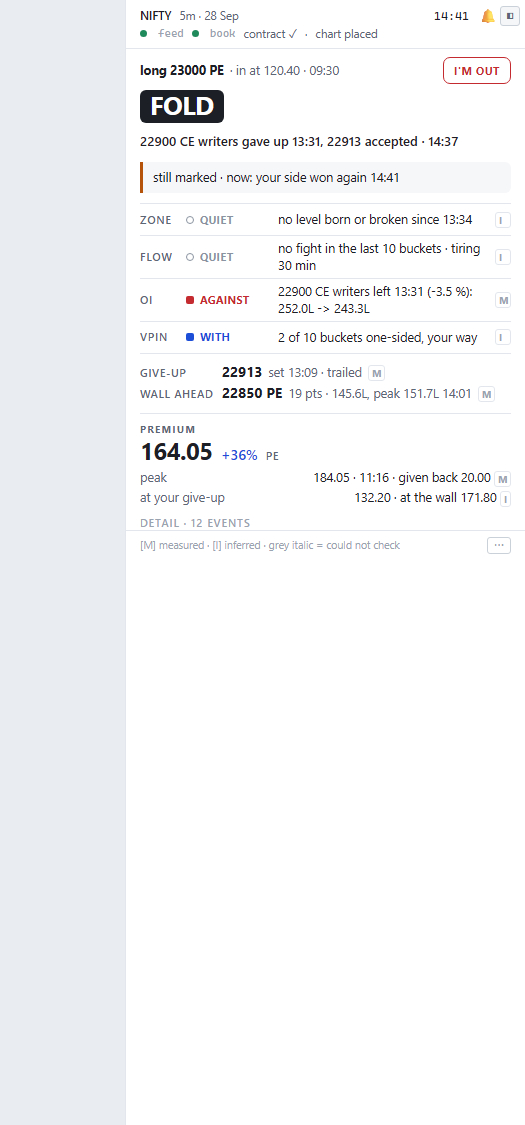 NIFTY 5m · 28 Sep 14:41
feed book contract ✓ · chart placed
long 23000 PE · in at 120.40 · 09:30 I'M OUT
FOLD
22900 CE writers gave up 13:31, 22913 accepted · 14:37
still marked · now: your side won again 14:41
ZONE QUIET no level born or broken since 13:34 I
FLOW QUIET no fight in the last 10 buckets · tiring 30 min I
OI AGAINST 22900 CE writers left 13:31 (-3.5 %): 252.0L -> 243.3L M
VPIN WITH 2 of 10 buckets one-sided, your way I
GIVE-UP 22913 set 13:09 · trailed M
WALL AHEAD 22850 PE 19 pts · 145.6L, peak 151.7L 14:01 M
PREMIUM
164.05 +36% PE
peak 184.05 · 11:16 · given back 20.00 M
at your give-up 132.20 · at the wall 171.80 I
DETAIL · 12 EVENTS
[M] measured · [I] inferred · grey italic = could not check ...